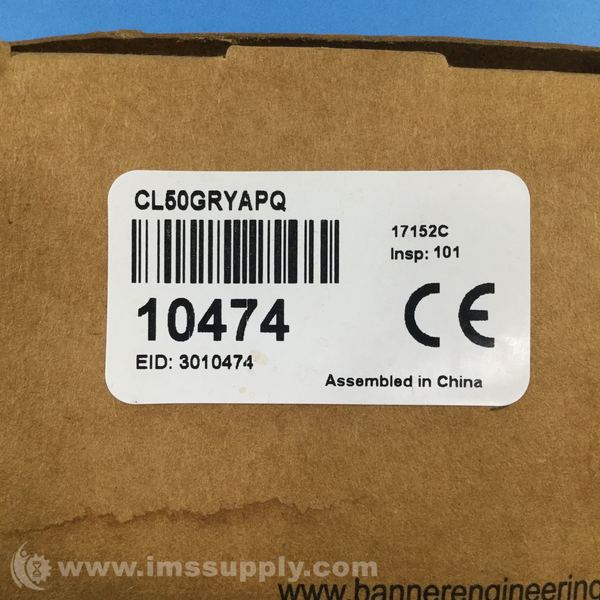 CL50GRYAPQ
17152C
Insp: 101
10474
CE
EID: 3010474
Assembled in China
www.imssupply.com
www.bannerengineering